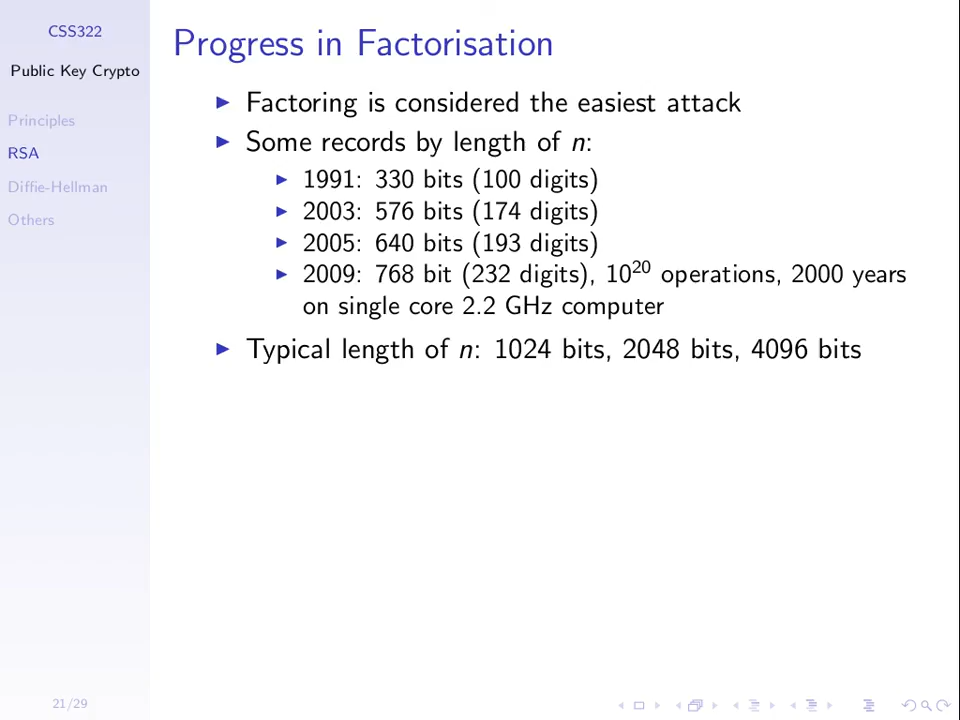 CSS322
Public Key Crypto
Principles
RSA
Diffie-Hellman
Others
21/29
Progress in Factorisation
Factoring is considered the easiest attack
Some records by length of n:
1991: 330 bits (100 digits)
2003: 576 bits (174 digits)
2005: 640 bits (193 digits)
2009: 768 bit (232 digits), 10²⁰ operations, 2000 years
on single core 2.2 GHz computer
Typical length of n: 1024 bits, 2048 bits, 4096 bits